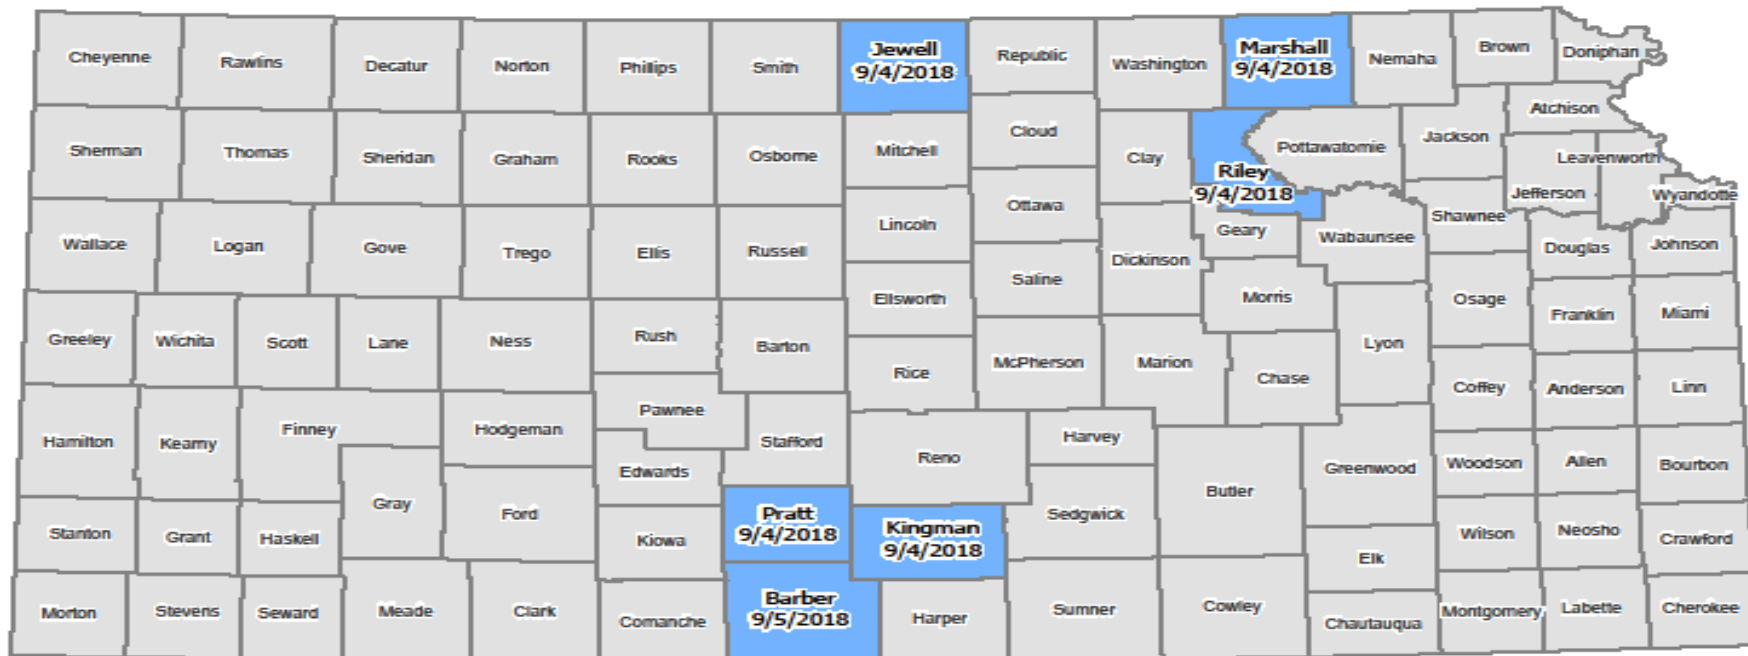 Cheyenne
Rawlins
Decatur
Norton
Phillips
Smith
Jewell
9/4/2018
Republic
Washington
Marshall
9/4/2018
Nemaha
Brown
Doniphan
Sherman
Thomas
Sheridan
Graham
Rooks
Osborne
Mitchell
Cloud
Clay
Riley
9/4/2018
Pottawatomie
Jackson
Atchison
Leavenworth
Jefferson
Wyandotte
Wallace
Logan
Gove
Trego
Ellis
Russell
Lincoln
Ottawa
Saline
Dickinson
Geary
Wabaunsee
Shawnee
Douglas
Johnson
Greeley
Wichita
Scott
Lane
Ness
Rush
Barton
Ellsworth
Rice
McPherson
Marion
Morris
Chase
Lyon
Osage
Franklin
Miami
Coffey
Anderson
Linn
Hamilton
Kearny
Finney
Hodgeman
Pawnee
Stafford
Edwards
Reno
Harvey
Sedgwick
Butler
Greenwood
Woodson
Allen
Bourbon
Gray
Ford
Kiowa
Pratt
9/4/2018
Kingman
9/4/2018
Stanton
Grant
Haskell
Elk
Wilson
Neosho
Crawford
Morton
Stevens
Seward
Meade
Clark
Comanche
Barber
9/5/2018
Harper
Sumner
Cowley
Chautauqua
Montgomery
Labette
Cherokee